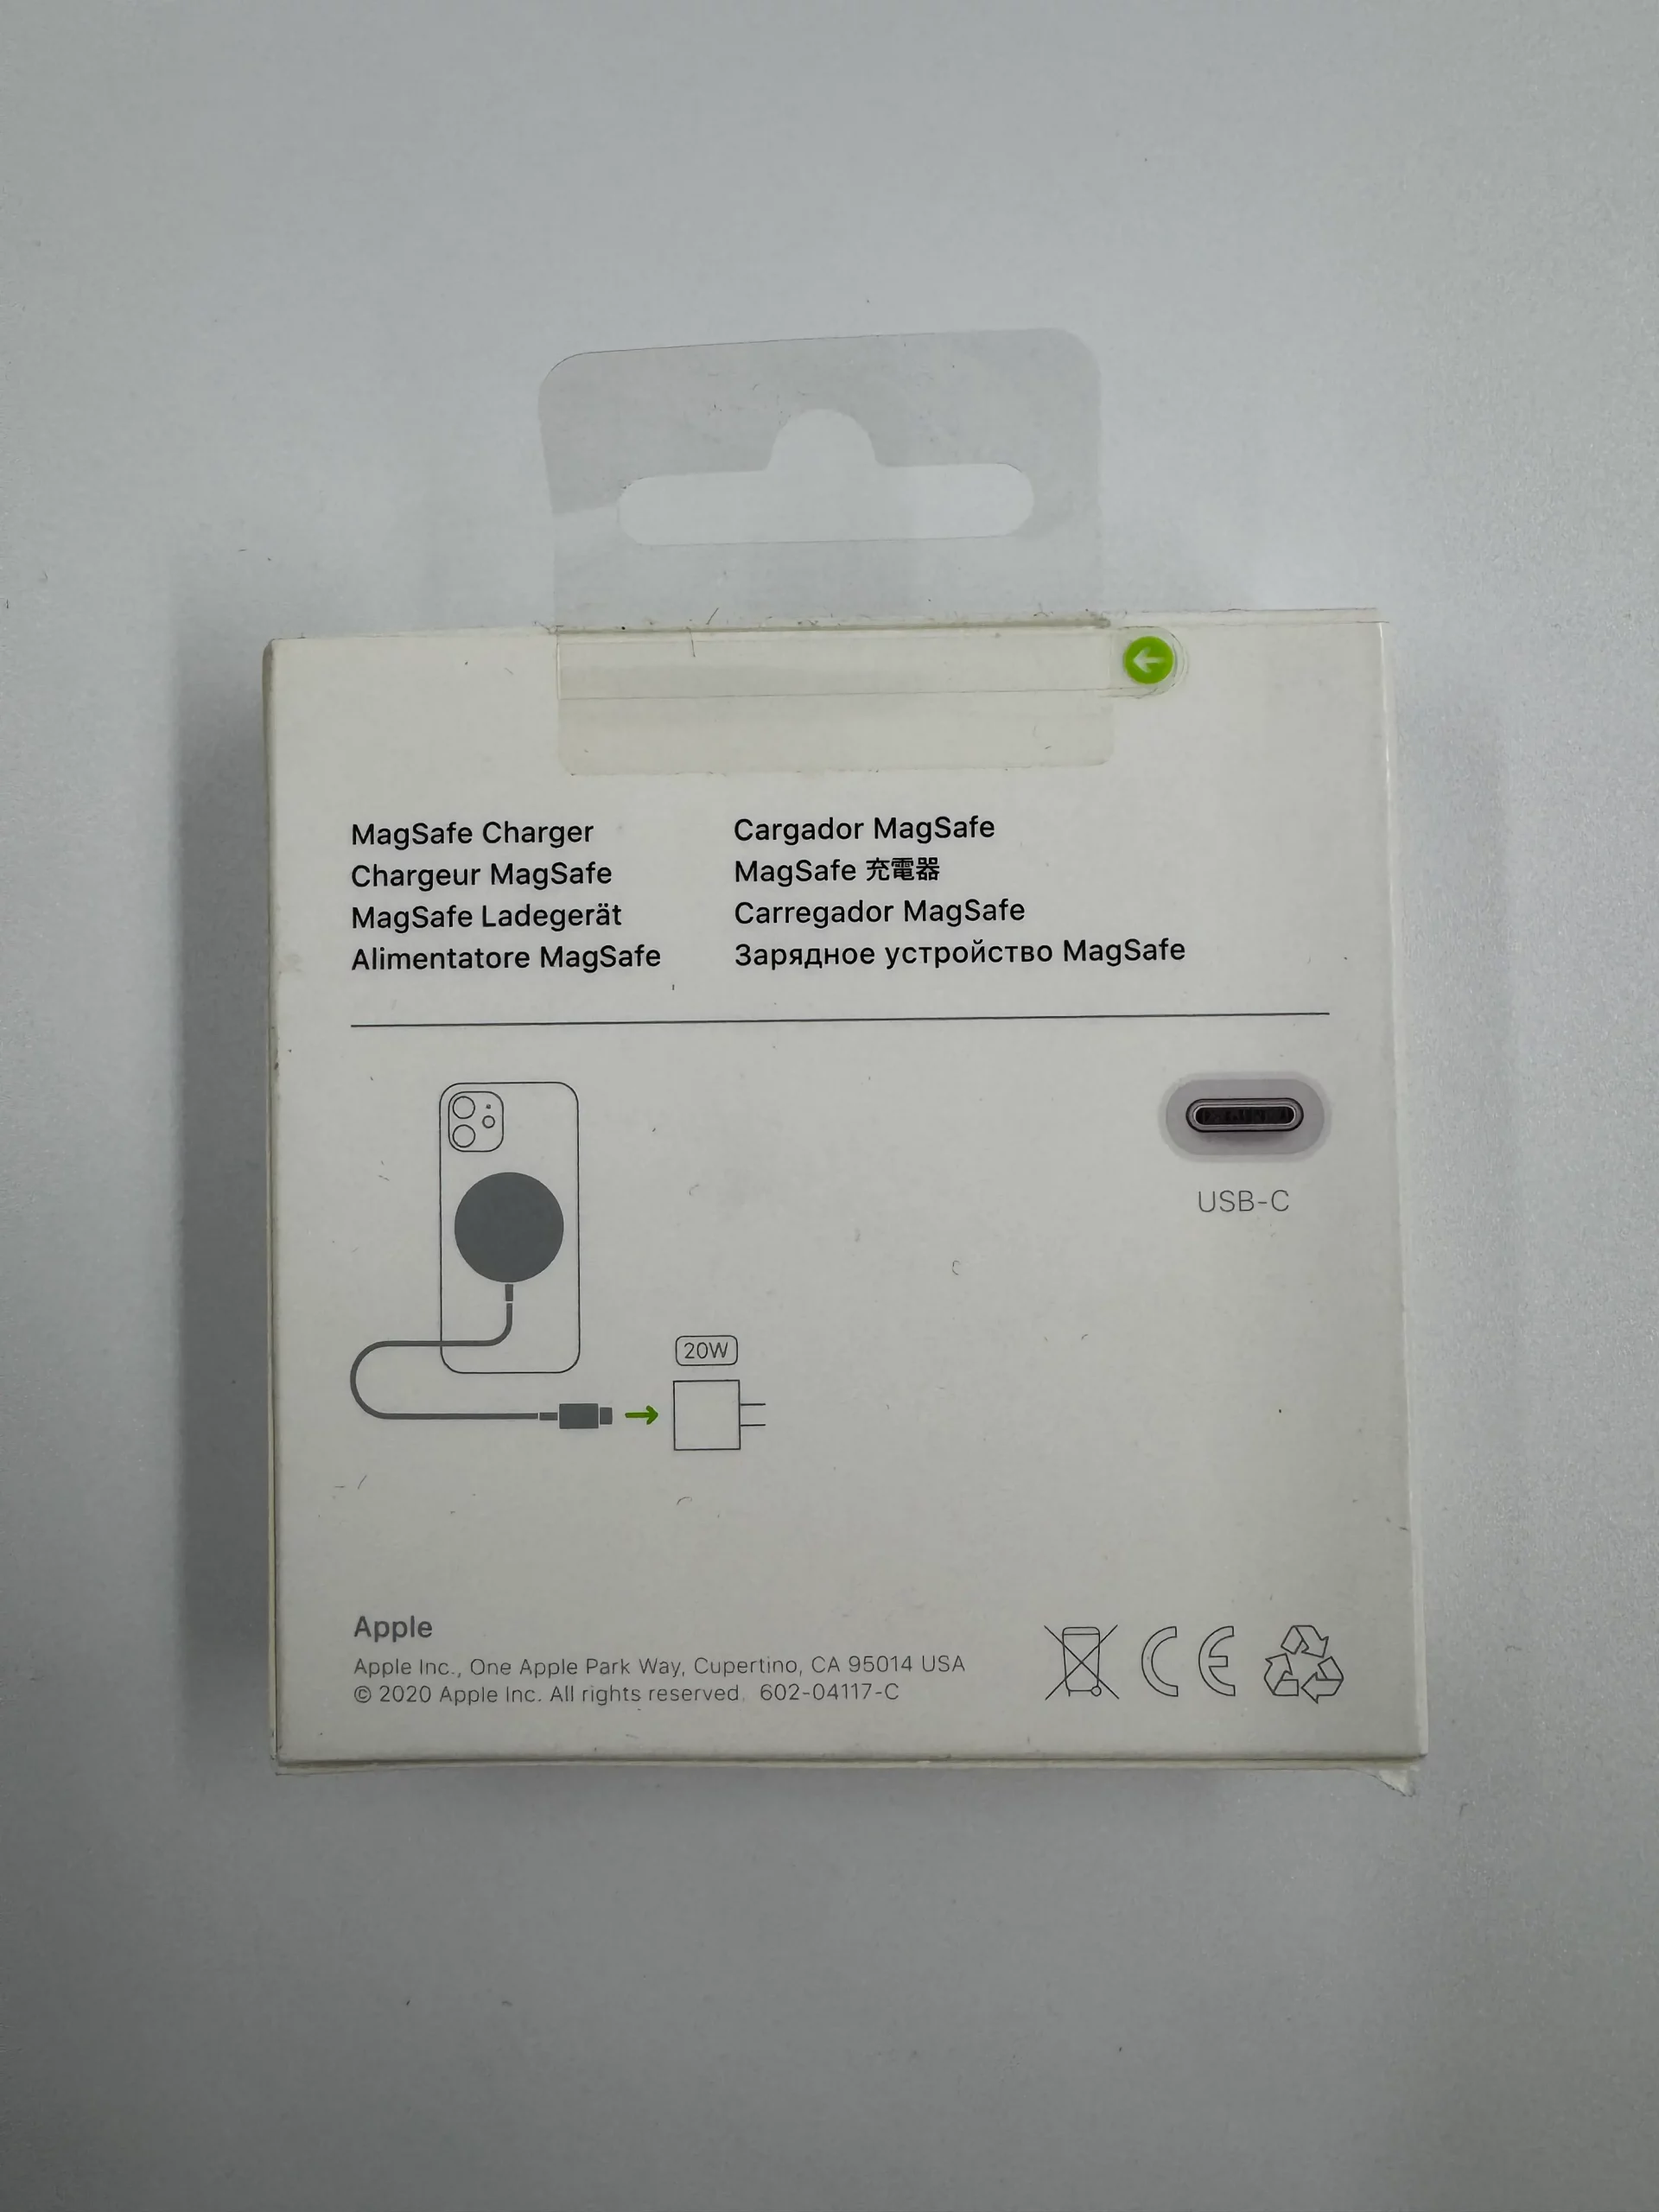 MagSafe Charger
Chargeur MagSafe
MagSafe Ladegerät
Alimentatore MagSafe
Cargador MagSafe
MagSafe 充電器
Carregador MagSafe
Зарядное устройство MagSafe
USB-C
20W
Apple
Apple Inc., One Apple Park Way, Cupertino, CA 95014 USA
© 2020 Apple Inc. All rights reserved. 602-04117-C
CE